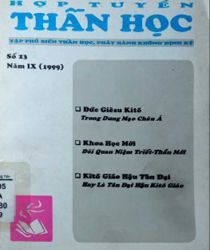 HỢP TUYỂN
THẦN HỌC
TẬP PHỔ BIẾN THẦN HỌC, PHÁT HÀNH KHÔNG ĐỊNH KỲ
Số 23
Năm IX (1999)
❑ Đức Giêsu Kitô
Trong Dung Mạo Châu Á
❑ Khoa Học Mới
Đòi Quan Niệm Triết-Thần Mới
❑ Kitô Giáo Hậu Tân Đại
Hay Là Tân Đại Hậu Kitô Giáo